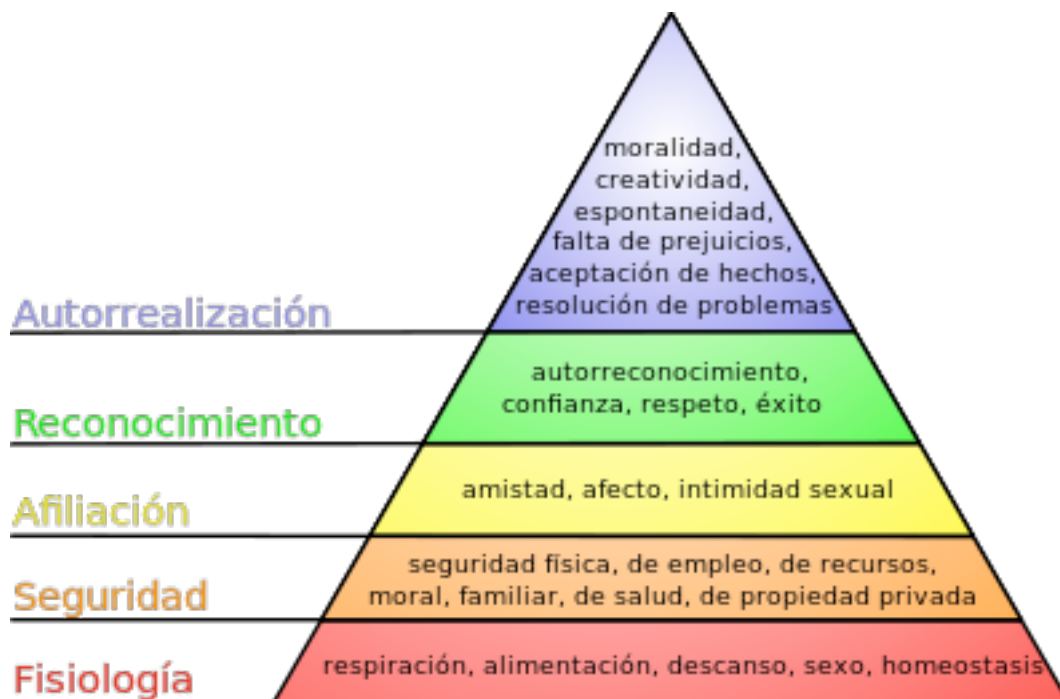 moralidad,
creatividad,
espontaneidad,
falta de prejuicios,
aceptación de hechos,
resolución de problemas
Autorrealización
autorreconocimiento,
confianza, respeto, éxito
Reconocimiento
amistad, afecto, intimidad sexual
Afiliación
seguridad física, de empleo, de recursos,
moral, familiar, de salud, de propiedad privada
Seguridad
respiración, alimentación, descanso, sexo, homeostasis
Fisiología